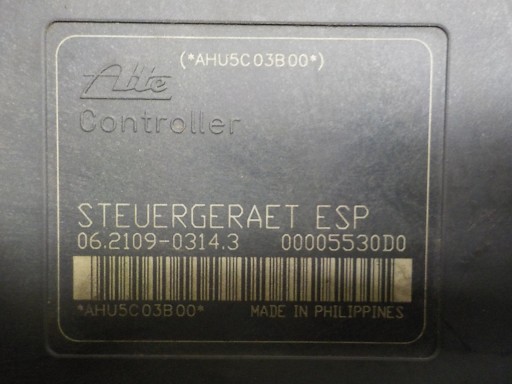 (*AHU5C03B00*)
Ate
Controller
STEUERGERAET ESP
06.2109-0314.3 00005530D0
*AHU5C03B00* MADE IN PHILIPPINES